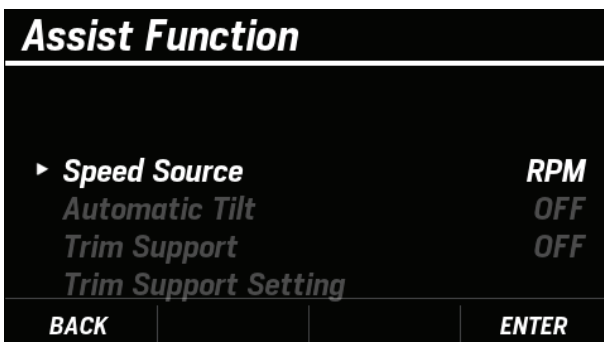 Assist Function
▸ Speed Source RPM
Automatic Tilt OFF
Trim Support OFF
Trim Support Setting
BACK ENTER